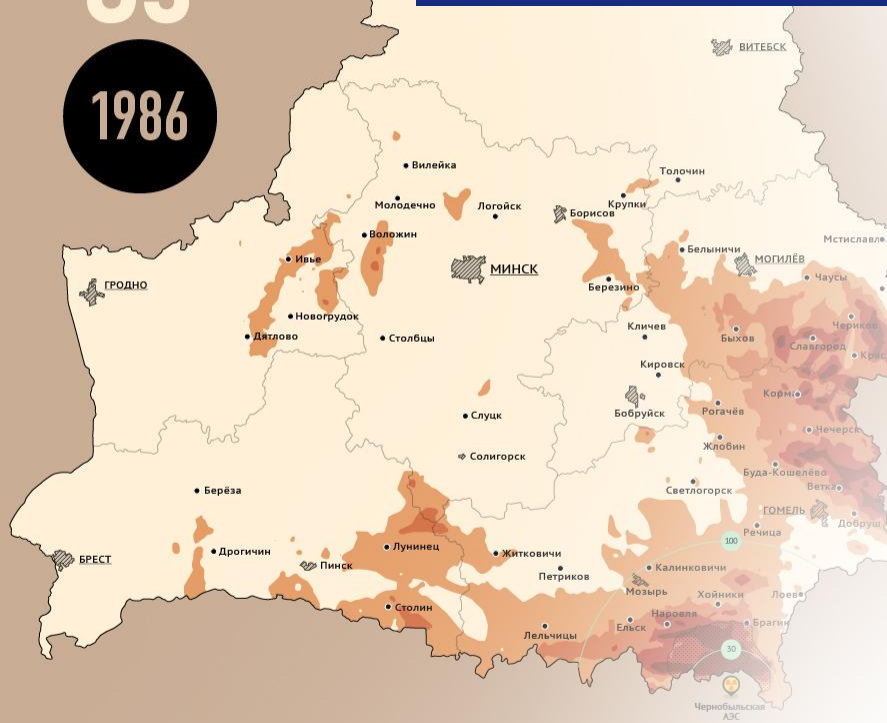 1986
ВИТЕБСК
Вилейка
Толочин
Молодечно
Логойск
Крупки
Борисов
Воложин
Мстиславль
Белыничи
Ивье
МИНСК
МОГИЛЁВ
Чаусы
ГРОДНО
Березино
Новогрудок
Кличев
Чериков
Дятлово
Столбцы
Быхов
Славгород
Крас
Кировск
Корма
Слуцк
Бобруйск
Рогачёв
Чечерск
Жлобин
Солигорск
Буда-Кошелёво
Берёза
Светлогорск
Ветка
ГОМЕЛЬ
Добруш
Речица
100
Дрогичин
Лунинец
Житковичи
БРЕСТ
Пинск
Петриков
Калинковичи
Мозырь
Хойники
Лоев
Столин
Наровля
Лельчицы
Ельск
Брагин
30
Чернобыльская
АЭС